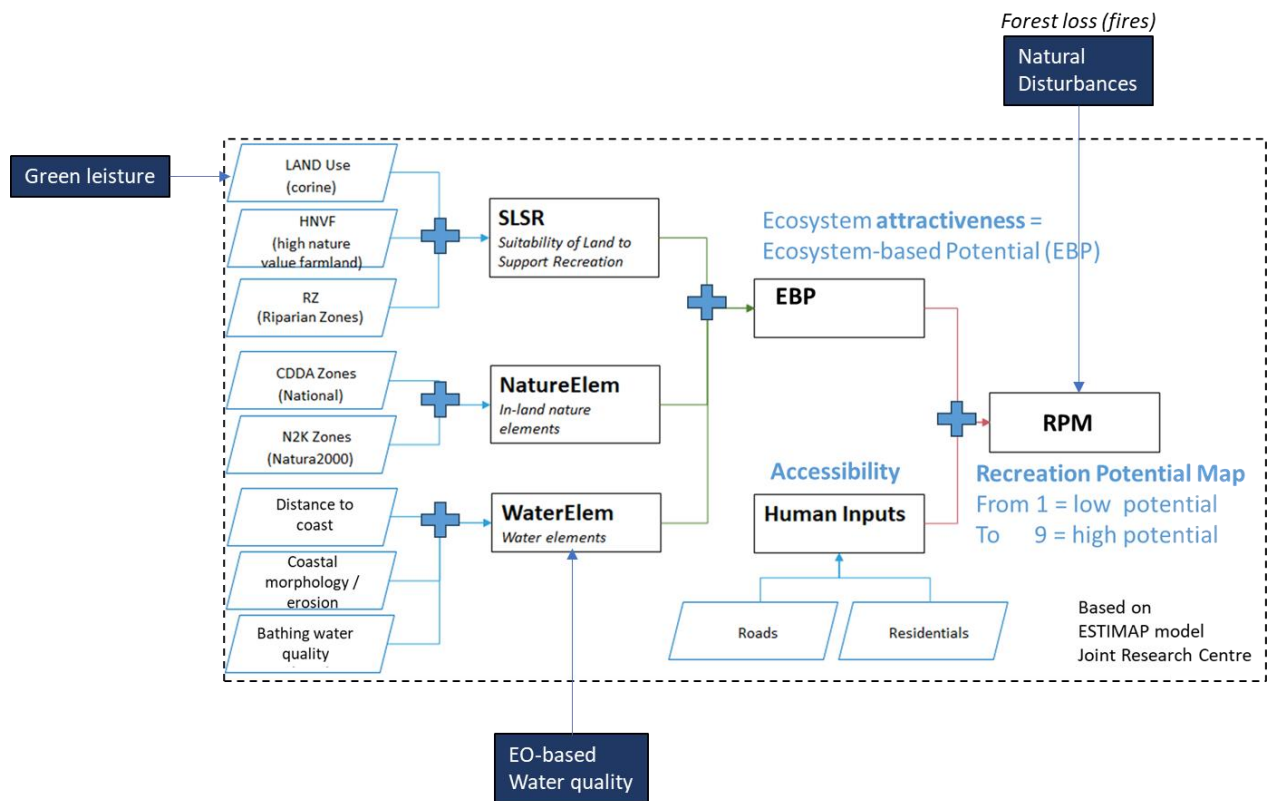 Forest loss (fires)
Natural
Disturbances
Green leisture
LAND Use
(corine)
HNVF
(high nature
value farmland)
RZ
(Riparian Zones)
CDDA Zones
(National)
N2K Zones
(Natura2000)
Distance to
coast
Coastal
morphology /
erosion
Bathing water
quality
SLSR
Suitability of Land to
Support Recreation
NatureElem
In-land nature
elements
WaterElem
Water elements
Ecosystem attractiveness =
Ecosystem-based Potential (EBP)
EBP
Accessibility
Human Inputs
Roads
Residentials
RPM
Recreation Potential Map
From 1 = low potential
To 9 = high potential
Based on
ESTIMAP model
Joint Research Centre
EO-based
Water quality